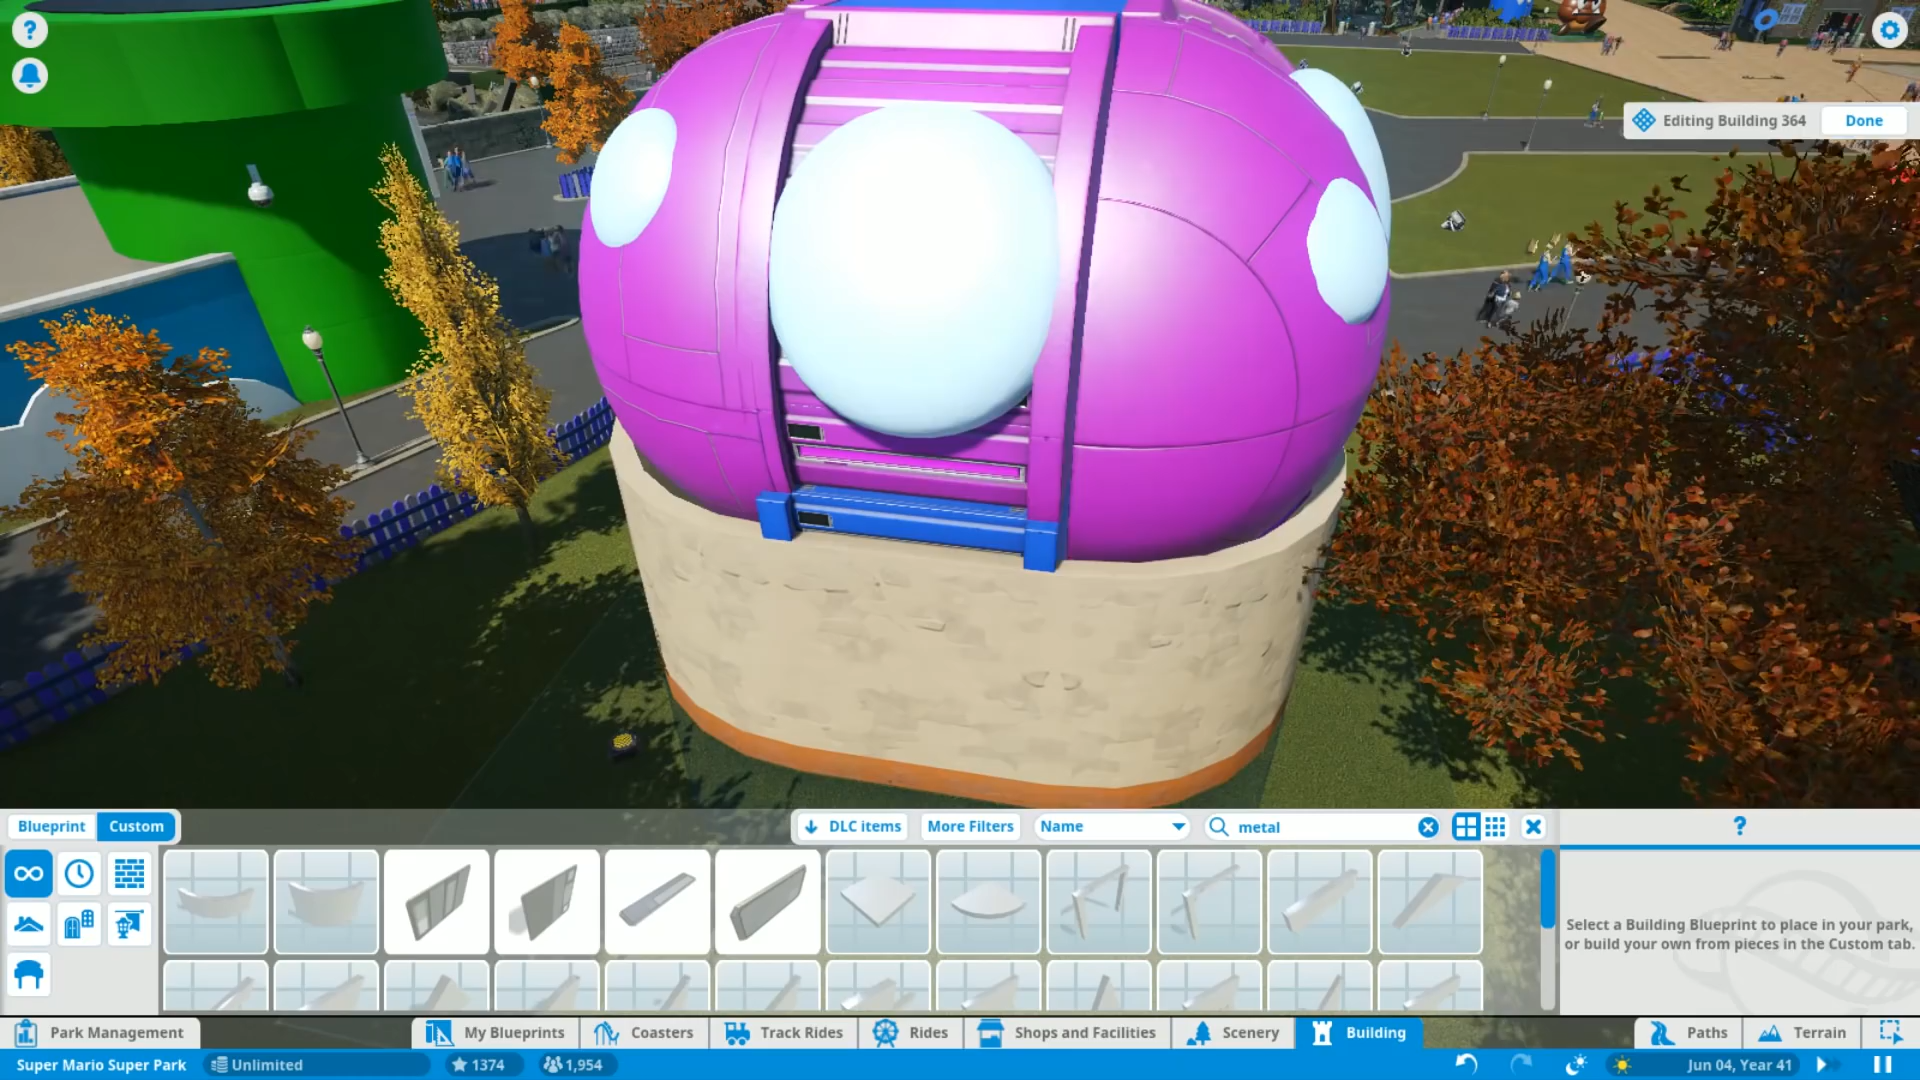 ?
Editing Building 364
Done
Blueprint
Custom
DLC items
More Filters
Name
metal
?
Select a Building Blueprint to place in your park,
or build your own from pieces in the Custom tab.
Park Management
My Blueprints
Coasters
Track Rides
Rides
Shops and Facilities
Scenery
Building
Paths
Terrain
Super Mario Super Park
Unlimited
1374
1,954
Jun 04, Year 41